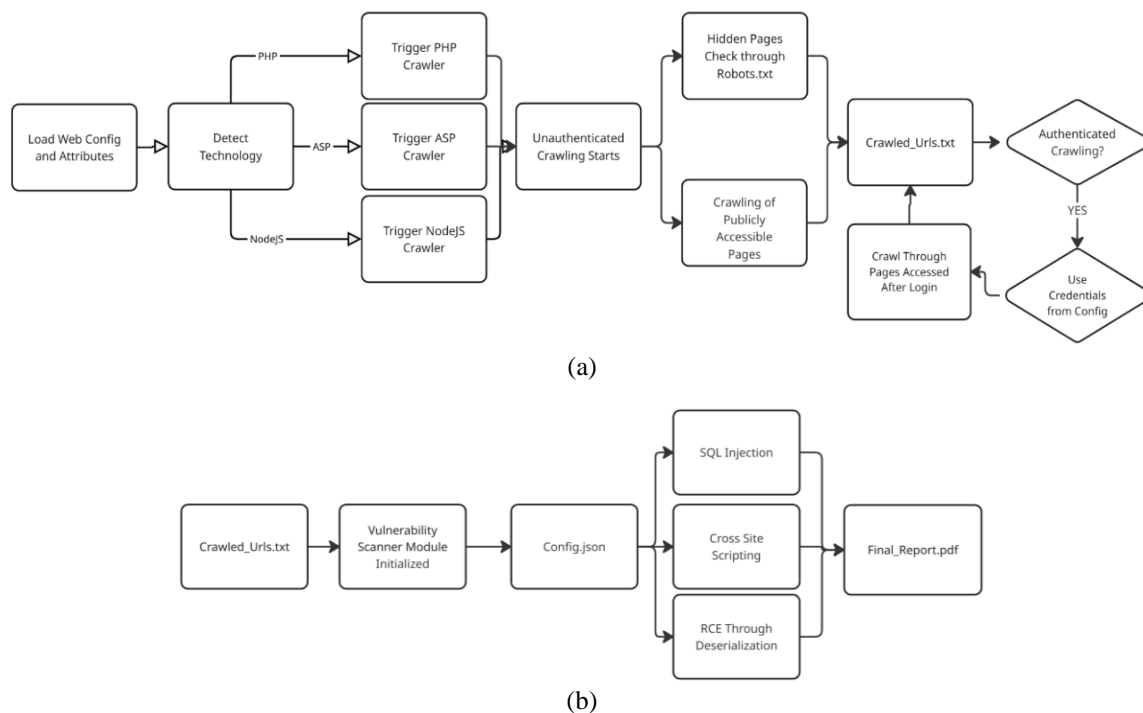 Load Web Config
and Attributes
Detect
Technology
PHP
ASP
NodeJS
Trigger PHP
Crawler
Trigger ASP
Crawler
Trigger NodeJS
Crawler
Unauthenticated
Crawling Starts
Hidden Pages
Check through
Robots.txt
Crawling of
Publicly
Accessible
Pages
Crawled_Urls.txt
Authenticated
Crawling?
YES
Use
Credentials
from Config
Crawl Through
Pages Accessed
After Login
(a)
Crawled_Urls.txt
Vulnerability
Scanner Module
Initialized
Config.json
SQL Injection
Cross Site
Scripting
RCE Through
Deserialization
Final_Report.pdf
(b)